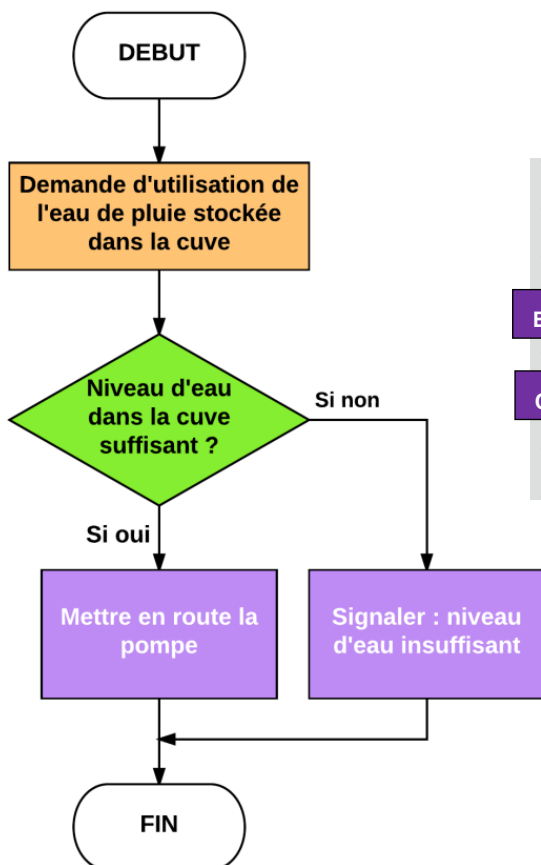 DEBUT
Demande d'utilisation de
l'eau de pluie stockée
dans la cuve
Niveau d'eau
dans la cuve
suffisant ?
Si non
Si oui
Mettre en route la
pompe
Signaler : niveau
d'eau insuffisant
FIN